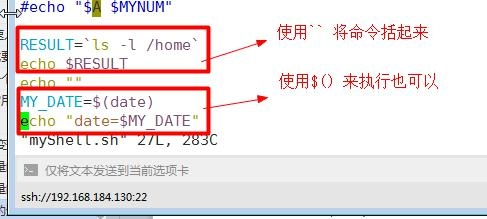 #echo "$A $MYNUM"
RESULT=`ls -l /home`
echo $RESULT
echo ""
MY_DATE=$(date)
echo "date=$MY_DATE"
"myShell.sh" 27L, 283C
使用`` 将命令括起来
使用$() 来执行也可以
仅将文本发送到当前选项卡
ssh://192.168.184.130:22